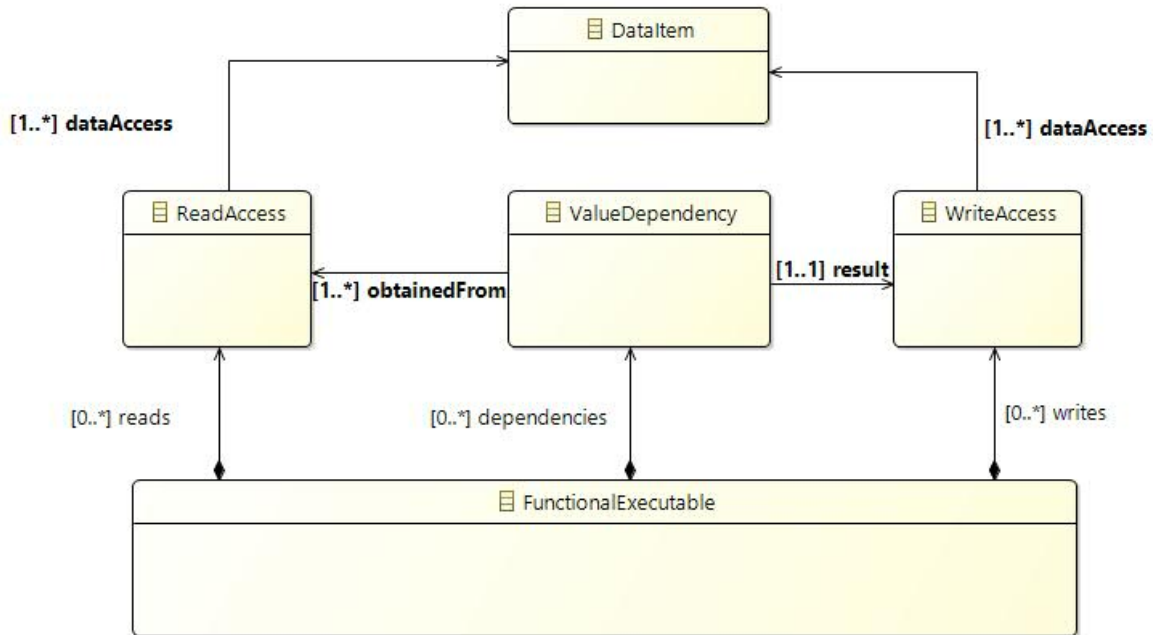 DataItem
[1..*] dataAccess
[1..*] dataAccess
ReadAccess
ValueDependency
WriteAccess
[1..1] result
[1..*] obtainedFrom
[0..*] reads
[0..*] dependencies
[0..*] writes
FunctionalExecutable